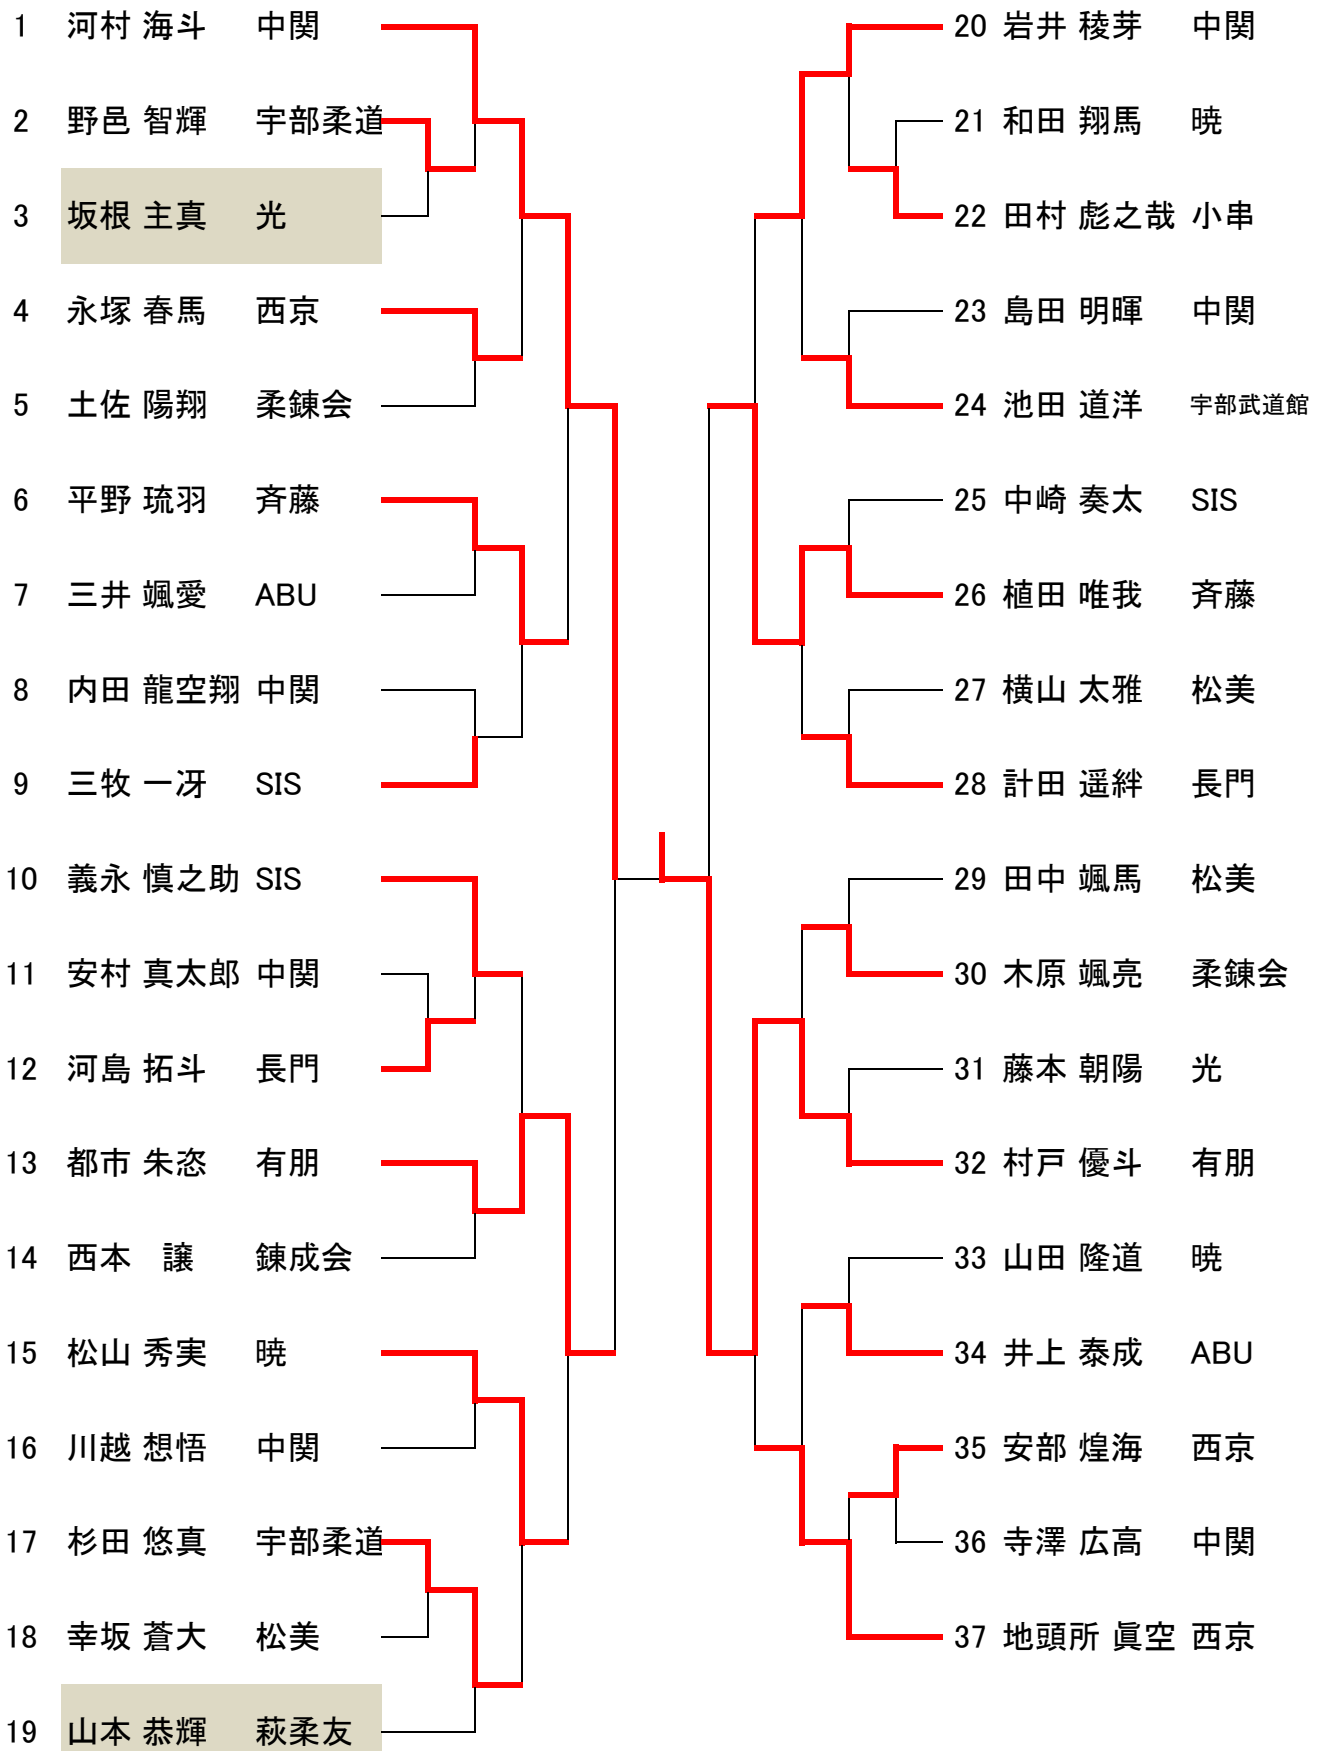 1 河村 海斗 中関
2 野邑 智輝 宇部柔道
3 坂根 主真 光
4 永塚 春馬 西京
5 土佐 陽翔 柔錬会
6 平野 琉羽 斉藤
7 三井 颯愛 ABU
8 内田 龍空翔 中関
9 三牧 一冴 SIS
10 義永 慎之助 SIS
11 安村 真太郎 中関
12 河島 拓斗 長門
13 都市 朱恣 有朋
14 西本 譲 錬成会
15 松山 秀実 暁
16 川越 想悟 中関
17 杉田 悠真 宇部柔道
18 幸坂 蒼大 松美
19 山本 恭輝 萩柔友
20 岩井 稜芽 中関
21 和田 翔馬 暁
22 田村 彪之哉 小串
23 島田 明暉 中関
24 池田 道洋 宇部武道館
25 中崎 奏太 SIS
26 植田 唯我 斉藤
27 横山 太雅 松美
28 計田 遥絆 長門
29 田中 颯馬 松美
30 木原 颯亮 柔錬会
31 藤本 朝陽 光
32 村戸 優斗 有朋
33 山田 隆道 暁
34 井上 泰成 ABU
35 安部 煌海 西京
36 寺澤 広高 中関
37 地頭所 眞空 西京